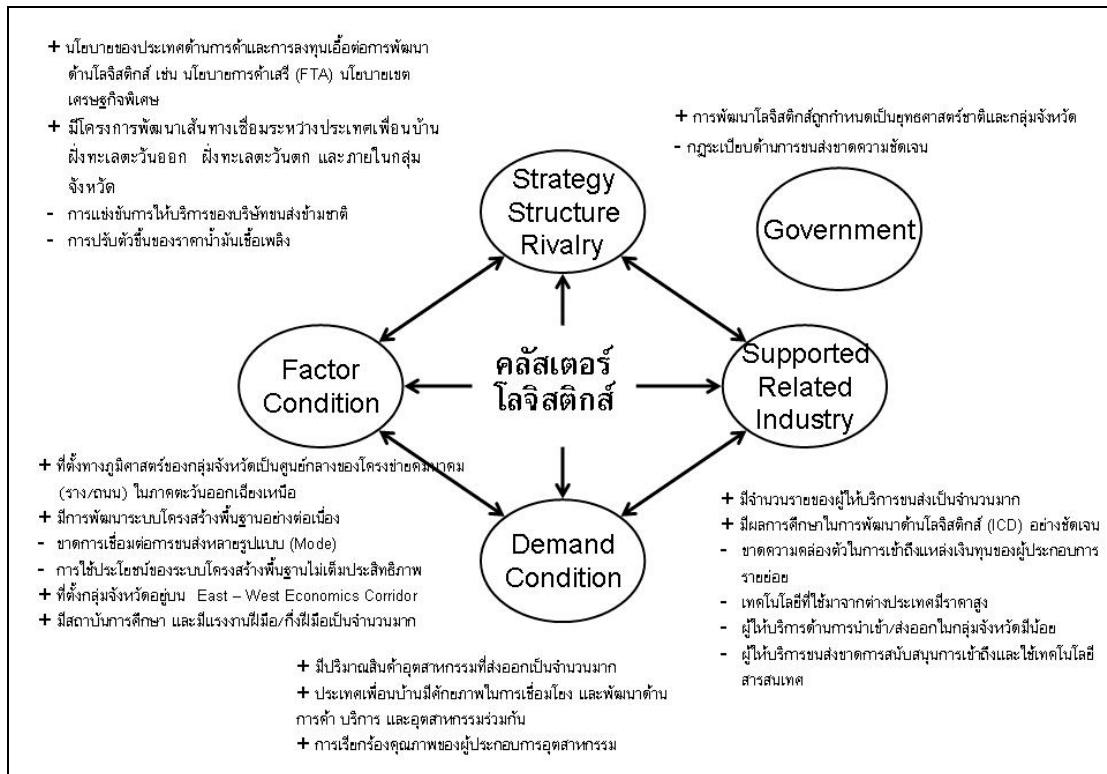 + นโยบายของประเทศด้านการค้าและการลงทุนเอื้อต่อการพัฒนา
ด้านโลจิสติกส์ เช่น นโยบายการค้าเสรี (FTA) นโยบายเขต
เศรษฐกิจพิเศษ
+ มีโครงการพัฒนาเส้นทางเชื่อมระหว่างประเทศเพื่อนบ้าน
ฝั่งทะเลตะวันออก ฝั่งทะเลตะวันตก และภายในกลุ่ม
จังหวัด
- การแข่งขันการให้บริการของบริษัทขนส่งข้ามชาติ
- การปรับตัวขึ้นของราคาน้ำมันเชื้อเพลิง
+ การพัฒนาโลจิสติกส์ถูกกำหนดเป็นยุทธศาสตร์ชาติและกลุ่มจังหวัด
- กฎระเบียบด้านการขนส่งขาดความชัดเจน
Strategy
Structure
Rivalry
Government
Factor
Condition
คลัสเตอร์
โลจิสติกส์
Supported
Related
Industry
+ ที่ตั้งทางภูมิศาสตร์ของกลุ่มจังหวัดเป็นศูนย์กลางของโครงข่ายคมนาคม
(ราง/ถนน) ในภาคตะวันออกเฉียงเหนือ
+ มีการพัฒนาระบบโครงสร้างพื้นฐานอย่างต่อเนื่อง
- ขาดการเชื่อมต่อการขนส่งหลายรูปแบบ (Mode)
- การใช้ประโยชน์ของระบบโครงสร้างพื้นฐานไม่เต็มประสิทธิภาพ
+ ที่ตั้งกลุ่มจังหวัดอยู่บน East – West Economics Corridor
+ มีสถาบันการศึกษา และมีแรงงานฝีมือ/กึ่งฝีมือเป็นจำนวนมาก
Demand
Condition
+ มีจำนวนรายของผู้ให้บริการขนส่งเป็นจำนวนมาก
+ มีผลการศึกษาในการพัฒนาด้านโลจิสติกส์ (ICD) อย่างชัดเจน
- ขาดความคล่องตัวในการเข้าถึงแหล่งเงินทุนของผู้ประกอบการ
รายย่อย
- เทคโนโลยีที่ใช้มาจากต่างประเทศมีราคาสูง
- ผู้ให้บริการด้านการนำเข้า/ส่งออกในกลุ่มจังหวัดมีน้อย
- ผู้ให้บริการขนส่งขาดการสนับสนุนการเข้าถึงและใช้เทคโนโลยี
สารสนเทศ
+ มีปริมาณสินค้าอุตสาหกรรมที่ส่งออกเป็นจำนวนมาก
+ ประเทศเพื่อนบ้านมีศักยภาพในการเชื่อมโยง และพัฒนาด้าน
การค้า บริการ และอุตสาหกรรมร่วมกัน
+ การเรียกร้องคุณภาพของผู้ประกอบการอุตสาหกรรม